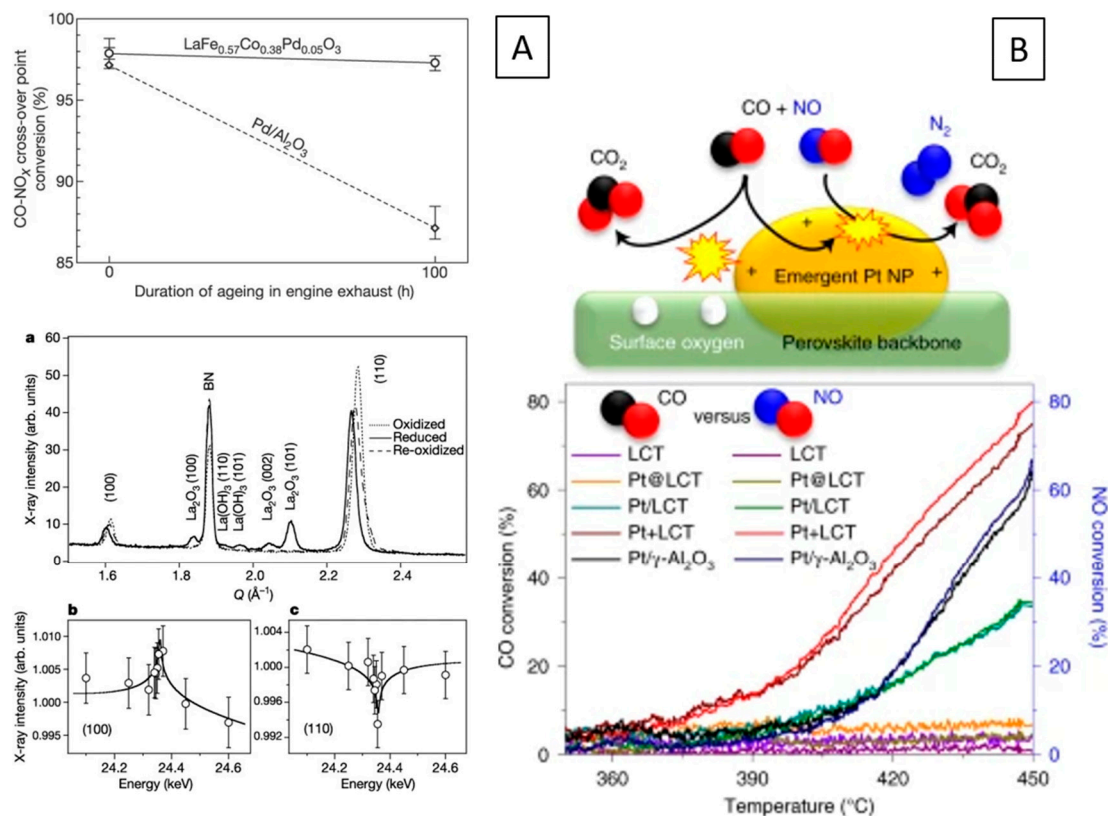 A
98
95
90
85
CO-NOX cross-over point
conversion (%)
LaFe0.57Co0.38Pd0.05O3
Pd/Al2O3
0
100
Duration of ageing in engine exhaust (h)
a
60
50
40
30
20
10
0
X-ray intensity (arb. units)
(100)
La2O3 (100)
BN
La(OH)3 (110)
La(OH)3 (101)
La2O3 (002)
La2O3 (101)
(110)
Oxidized
Reduced
Re-oxidized
1.6
1.8
2.0
2.2
2.4
Q (Å−1)
b
1.010
1.005
1.000
0.995
X-ray intensity (arb. units)
(100)
24.2
24.4
24.6
Energy (keV)
c
1.004
1.000
0.996
0.992
(110)
24.2
24.4
24.6
Energy (keV)
B
CO + NO
N2
CO2
CO2
+
+
+
Emergent Pt NP
Surface oxygen
Perovskite backbone
CO
versus
NO
LCT
LCT
Pt@LCT
Pt@LCT
Pt/LCT
Pt/LCT
Pt+LCT
Pt+LCT
Pt/γ-Al2O3
Pt/γ-Al2O3
80
60
40
20
0
CO conversion (%)
80
60
40
20
0
NO conversion (%)
360
390
420
450
Temperature (°C)